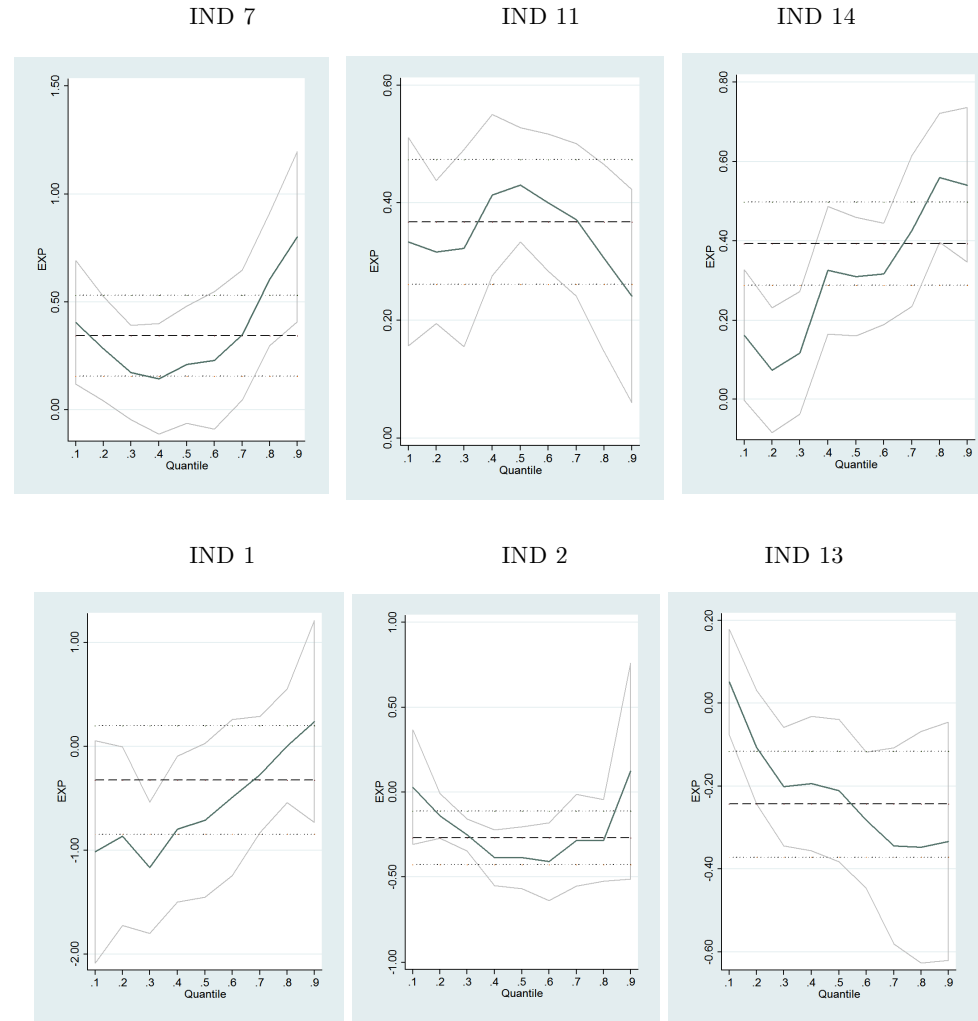 IND 7
IND 11
IND 14
1.50
1.00
0.50
0.00
EXP
.1 .2 .3 .4 .5 .6 .7 .8 .9
Quantile
0.60
0.40
0.20
0.00
EXP
.1 .2 .3 .4 .5 .6 .7 .8 .9
Quantile
0.80
0.60
0.40
0.20
0.00
EXP
.1 .2 .3 .4 .5 .6 .7 .8 .9
Quantile
IND 1
IND 2
IND 13
1.00
0.00
-1.00
-2.00
EXP
.1 .2 .3 .4 .5 .6 .7 .8 .9
Quantile
1.00
0.50
0.00
-0.50
-1.00
EXP
.1 .2 .3 .4 .5 .6 .7 .8 .9
Quantile
0.20
0.00
-0.20
-0.40
-0.60
EXP
.1 .2 .3 .4 .5 .6 .7 .8 .9
Quantile